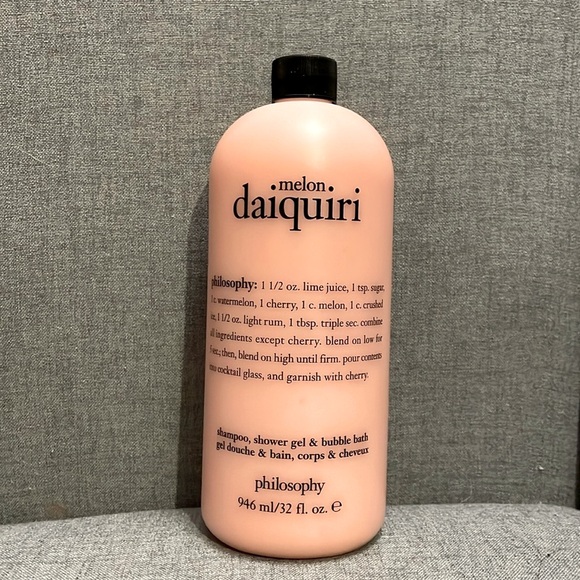 melon
daiquiri
philosophy: 1 1/2 oz. lime juice, 1 tsp. sugar,
1 c. watermelon, 1 cherry, 1 c. melon, 1 c. crushed
ice, 1 1/2 oz. light rum, 1 tbsp. triple sec. combine
all ingredients except cherry. blend on low for
sec.; then, blend on high until firm. pour contents
into cocktail glass, and garnish with cherry.
shampoo, shower gel & bubble bath
gel douche & bain, corps & cheveux
philosophy
946 ml/32 fl. oz. ℮